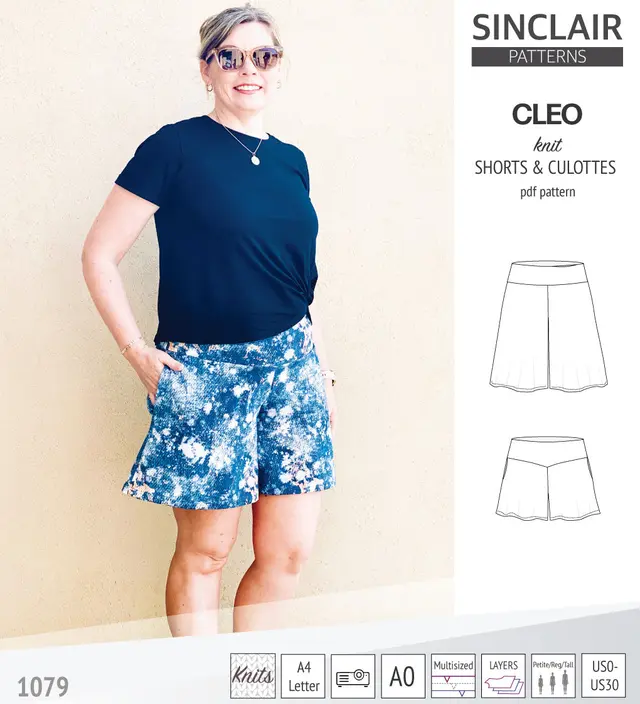 SINCLAIR
PATTERNS
CLEO
knit
SHORTS & CULOTTES
pdf pattern
1079
Knits
A4
Letter
A0
Multisized
LAYERS
Petite/Reg/Tall
US0-
US30